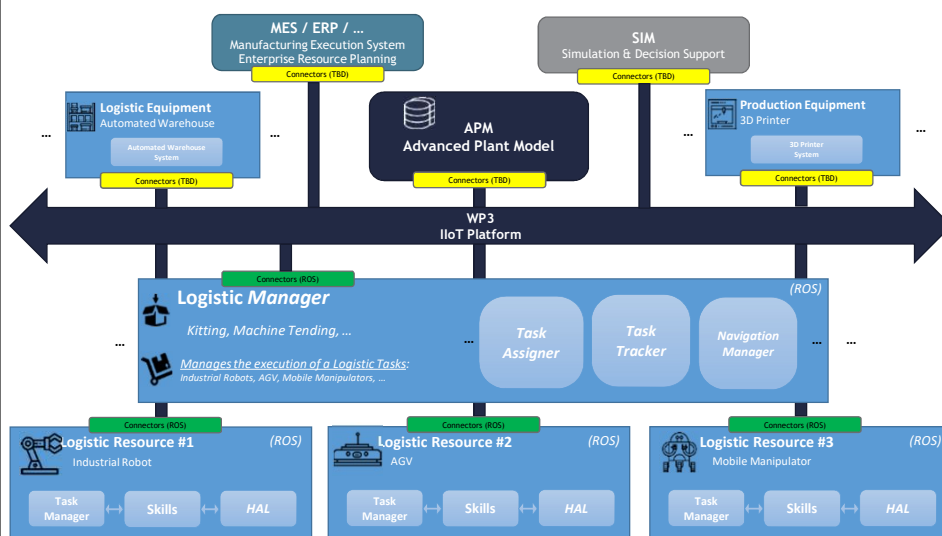 MES / ERP / …
Manufacturing Execution System
Enterprise Resource Planning
Connectors (TBD)
SIM
Simulation & Decision Support
Connectors (TBD)
…
Logistic Equipment
Automated Warehouse
Automated Warehouse
System
Connectors (TBD)
…
APM
Advanced Plant Model
Connectors (TBD)
…
Production Equipment
3D Printer
3D Printer
System
Connectors (TBD)
…
WP3
IIoT Platform
Connectors (ROS)
Logistic Manager
(ROS)
Kitting, Machine Tending, …
Manages the execution of a Logistic Tasks:
Industrial Robots, AGV, Mobile Manipulators, …
…
…
Task
Assigner
Task
Tracker
Navigation
Manager
…
…
Connectors (ROS)
Logistic Resource #1
(ROS)
Industrial Robot
Task
Manager
Skills
HAL
Connectors (ROS)
Logistic Resource #2
(ROS)
AGV
Task
Manager
Skills
HAL
Connectors (ROS)
Logistic Resource #3
(ROS)
Mobile Manipulator
Task
Manager
Skills
HAL